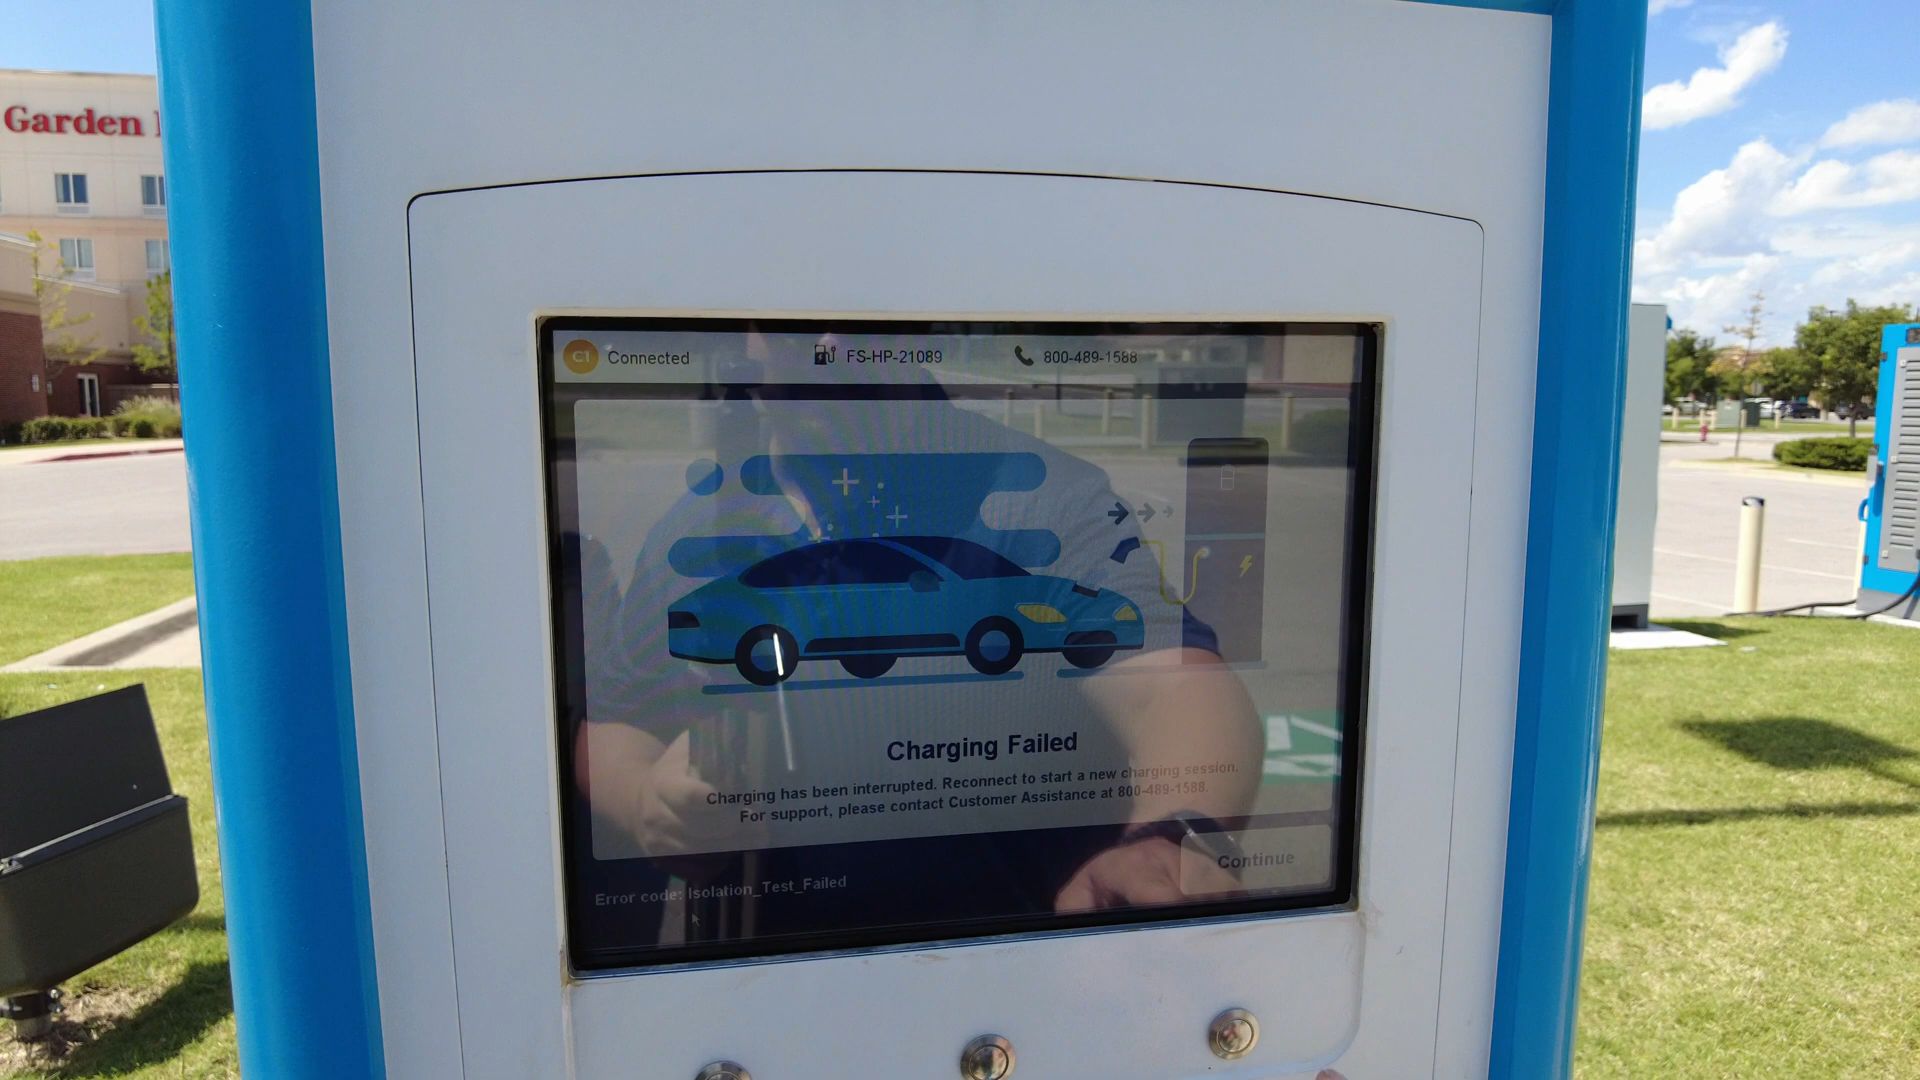 Garden
C1 Connected FS-HP-21089 800-489-1588
Charging Failed
Charging has been interrupted. Reconnect to start a new charging session.
For support, please contact Customer Assistance at 800-489-1588.
Continue
Error code: Isolation_Test_Failed